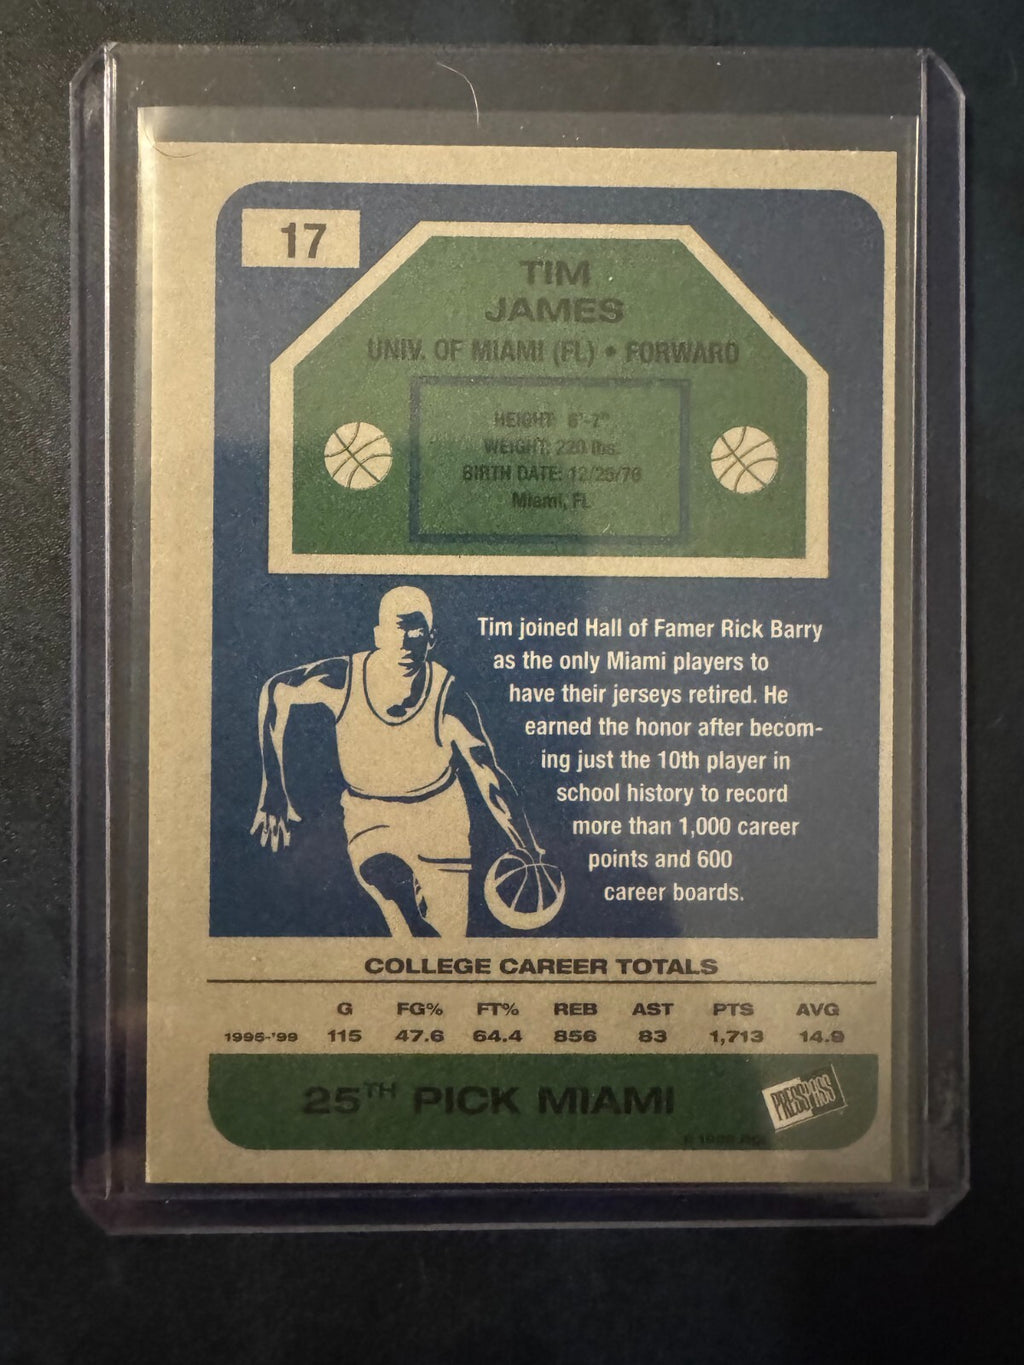 17
TIM
JAMES
UNIV. OF MIAMI (FL) • FORWARD
HEIGHT: 6'-7"
WEIGHT: 220 lbs.
BIRTH DATE: 12/25/76
Miami, FL
Tim joined Hall of Famer Rick Barry
as the only Miami players to
have their jerseys retired. He
earned the honor after becom-
ing just the 10th player in
school history to record
more than 1,000 career
points and 600
career boards.
COLLEGE CAREER TOTALS
G FG% FT% REB AST PTS AVG
1995-'99 115 47.6 64.4 856 83 1,713 14.9
25TH PICK MIAMI
PRESS PASS